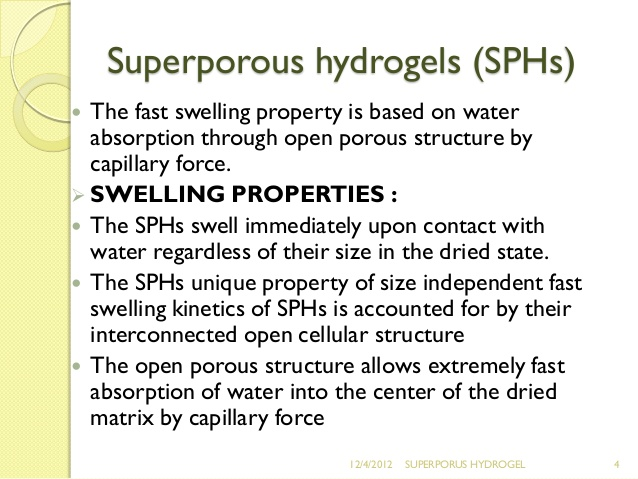 Superporous hydrogels (SPHs)
The fast swelling property is based on water
absorption through open porous structure by
capillary force.
SWELLING PROPERTIES :
The SPHs swell immediately upon contact with
water regardless of their size in the dried state.
The SPHs unique property of size independent fast
swelling kinetics of SPHs is accounted for by their
interconnected open cellular structure
The open porous structure allows extremely fast
absorption of water into the center of the dried
matrix by capillary force
12/4/2012 SUPERPORUS HYDROGEL 4